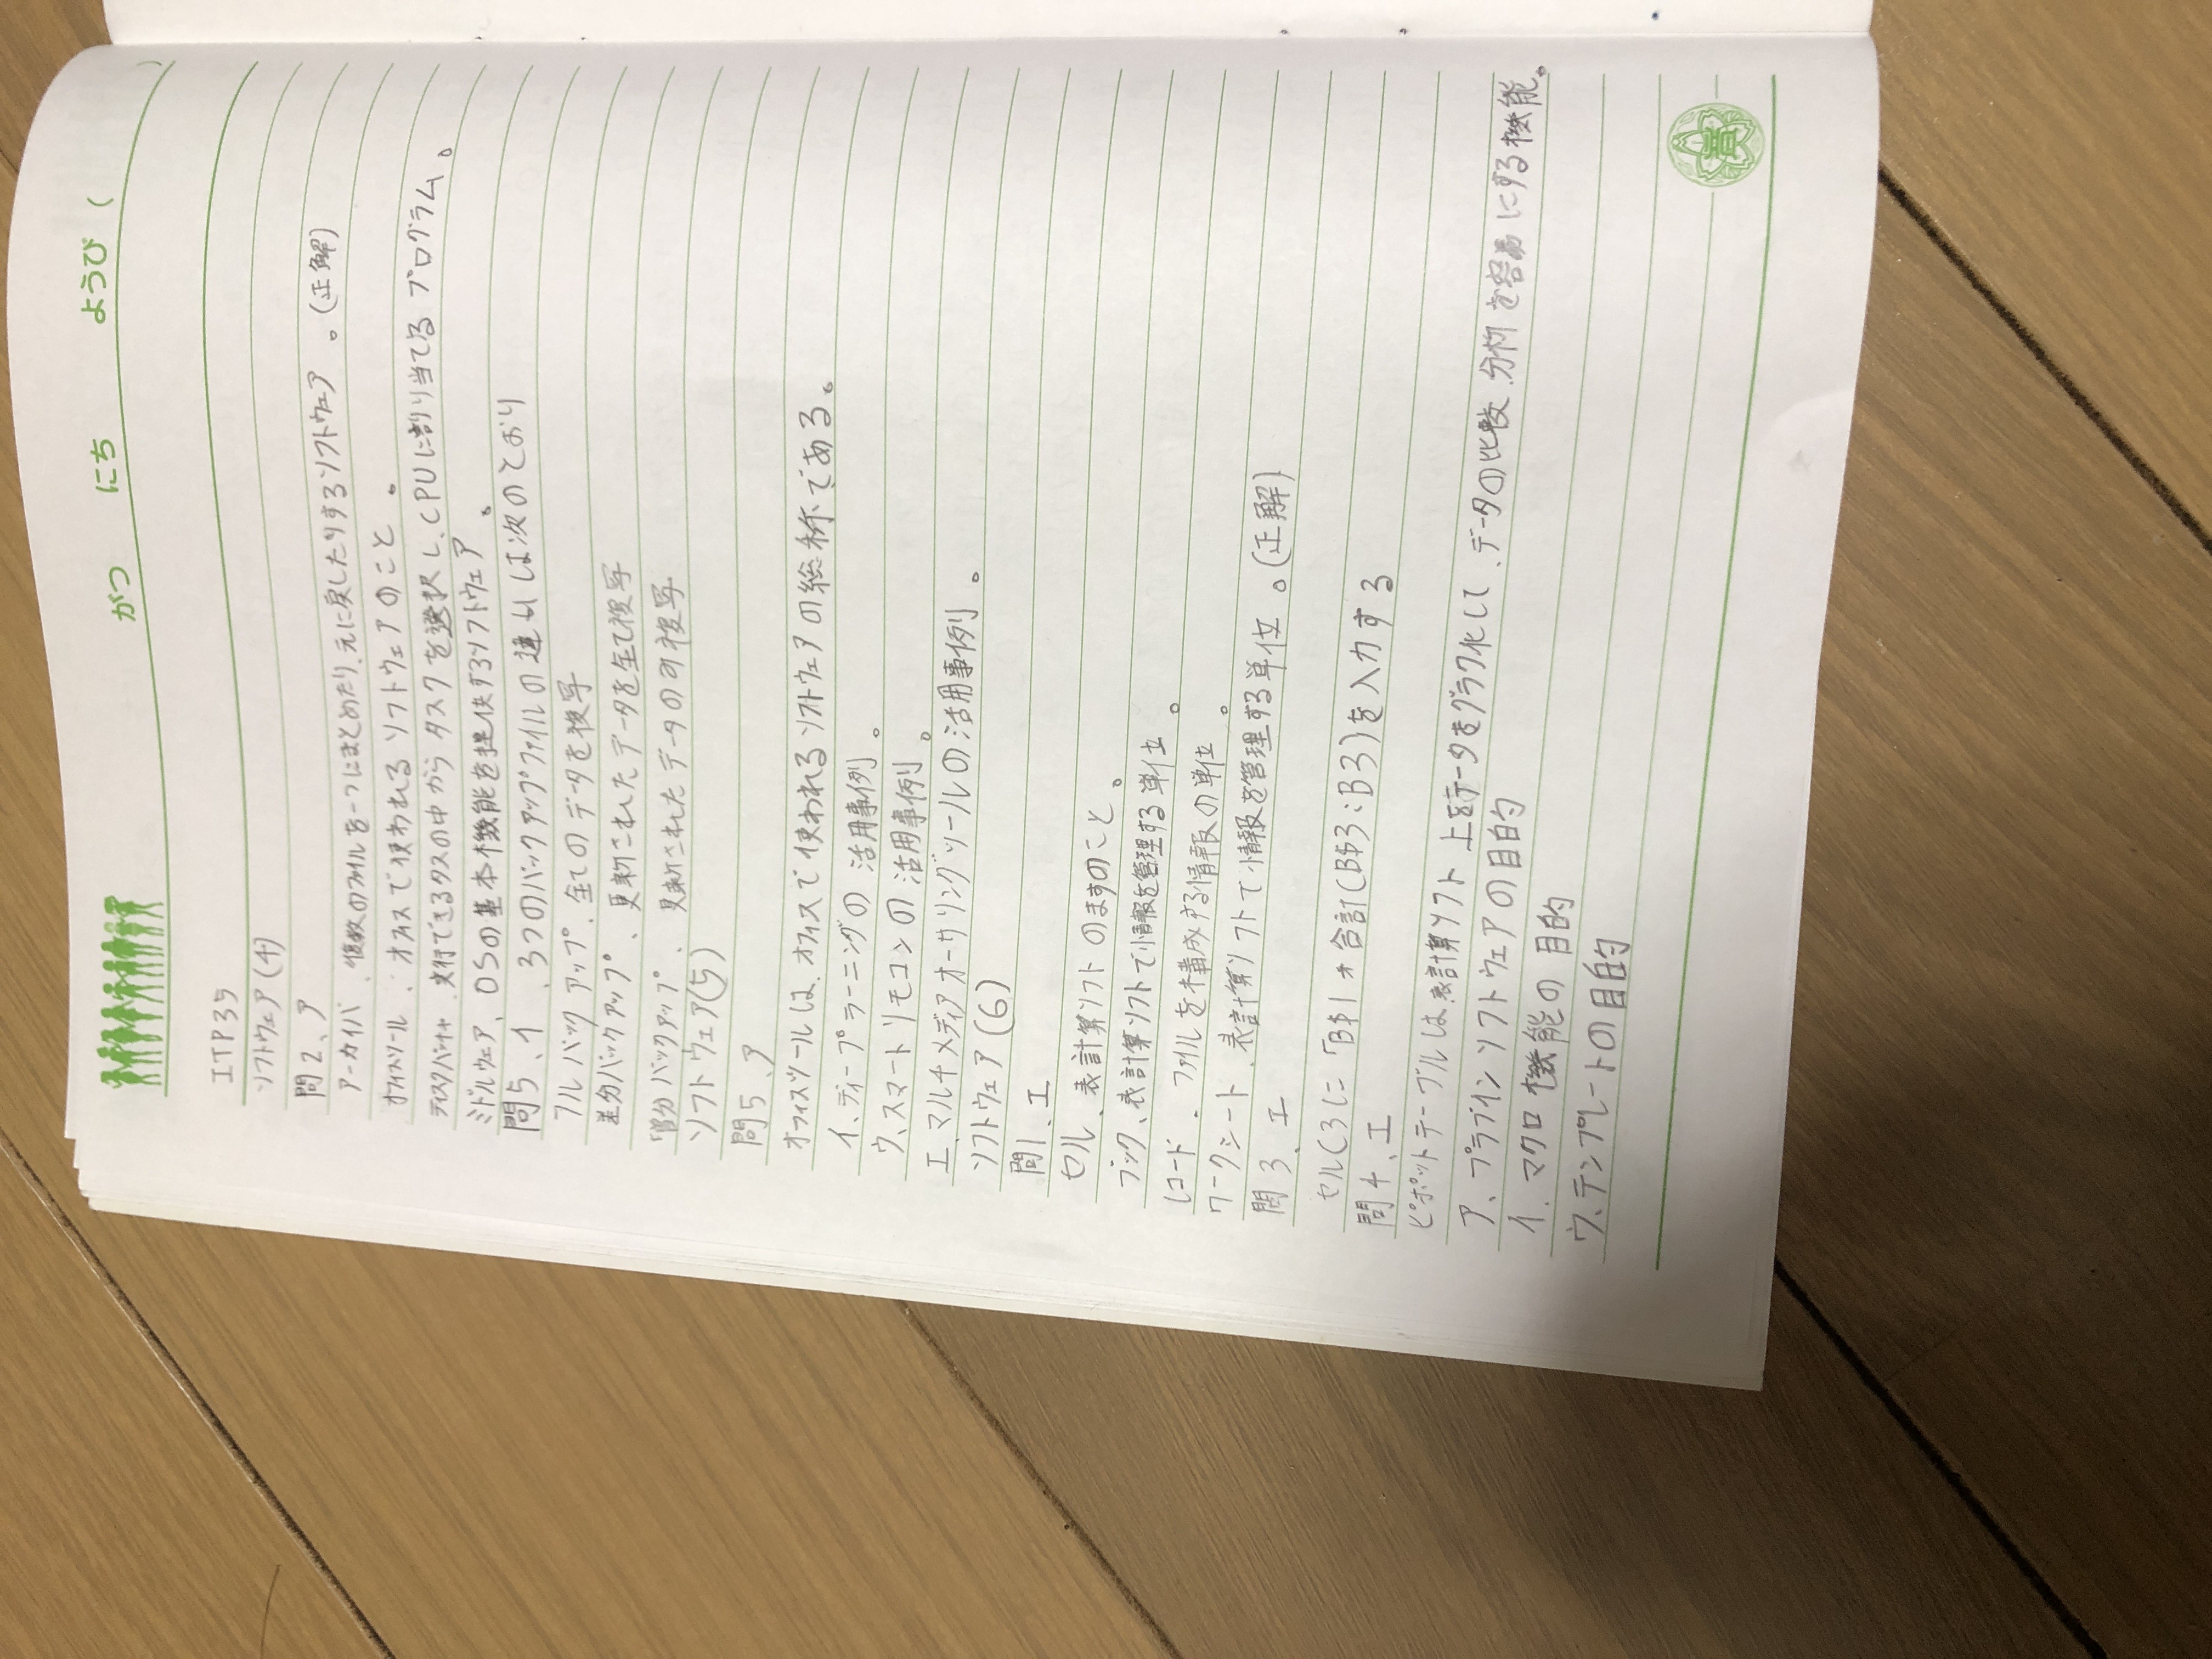 がつ にち ようび ( )
ITP35
ソフトウェア(4)
問2、ア
アーカイバ、複数のファイルを一つにまとめたり、元に戻したりするソフトウェア。(正解)
オフィスツール、オフィスで使われるソフトウェアのこと。
ディスクパッチャ、実行できるタスの中からタスクを選択し、CPUに割り当てるプログラム。
ミドルウェア、OSの基本機能を提供するソフトウェア。
問5、イ、3つのバックアップファイルの違いは次のとおり
フルバックアップ、全てのデータを複写
差分バックアップ、更新されたデータを全て複写
増分バックアップ、更新されたデータのみ複写
ソフトウェア(5)
問5、ア
オフィスツールは、オフィスで使われるソフトウェアの総称である。
イ、ディープラーニングの活用事例。
ウ、スマートリモコンの活用事例。
エ、マルチメディアオーサリングツールの活用事例。
ソフトウェア(6)
問1、エ
セル、表計算ソフトのますのこと。
ブック、表計算ソフトで情報を管理する単位。
レコード、ファイルを構成する情報の単位。
ワークシート、表計算ソフトで情報を管理する単位。(正解)
問3、エ
セルC3に「B$1*合計(B$3:B3)を入力する
問4、エ
ピポットテーブルは、表計算ソフト上をデータをグラフ化して、データの比較、分析を容易にする機能。
ア、プラブインソフトウェアの目的
イ、マクロ機能の目的
ウ、テンプレートの目的